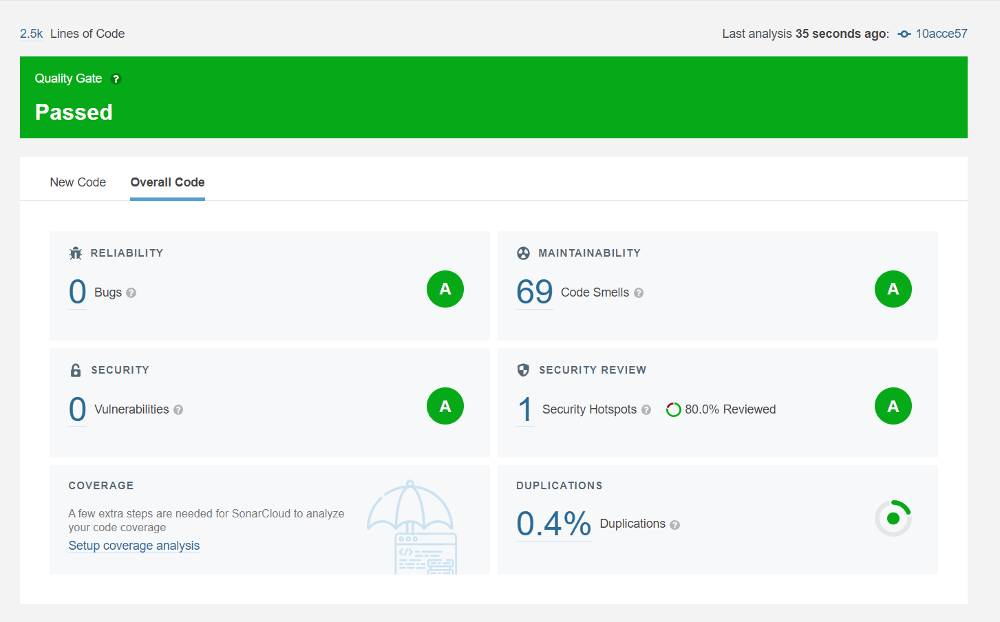 2.5k Lines of Code
Last analysis 35 seconds ago: 10acce57
Quality Gate ?
Passed
New Code
Overall Code
RELIABILITY
0 Bugs ?
A
MAINTAINABILITY
69 Code Smells ?
A
SECURITY
0 Vulnerabilities ?
A
SECURITY REVIEW
1 Security Hotspots ? 80.0% Reviewed
A
COVERAGE
A few extra steps are needed for SonarCloud to analyze
your code coverage
Setup coverage analysis
</>
DUPLICATIONS
0.4% Duplications ?